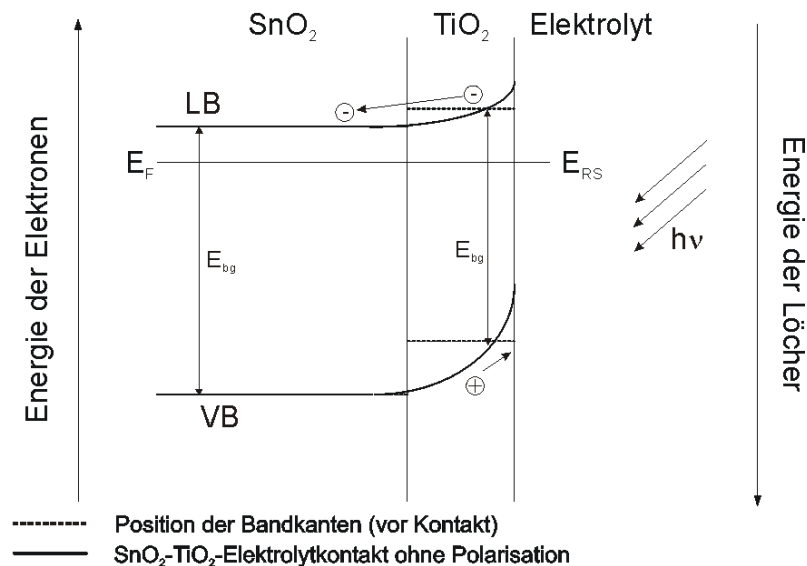 SnO₂ TiO₂ Elektrolyt
LB
E_F E_RS
hν
E_bg E_bg
VB
Energie der Elektronen
Energie der Löcher
Position der Bandkanten (vor Kontakt)
SnO₂-TiO₂-Elektrolytkontakt ohne Polarisation